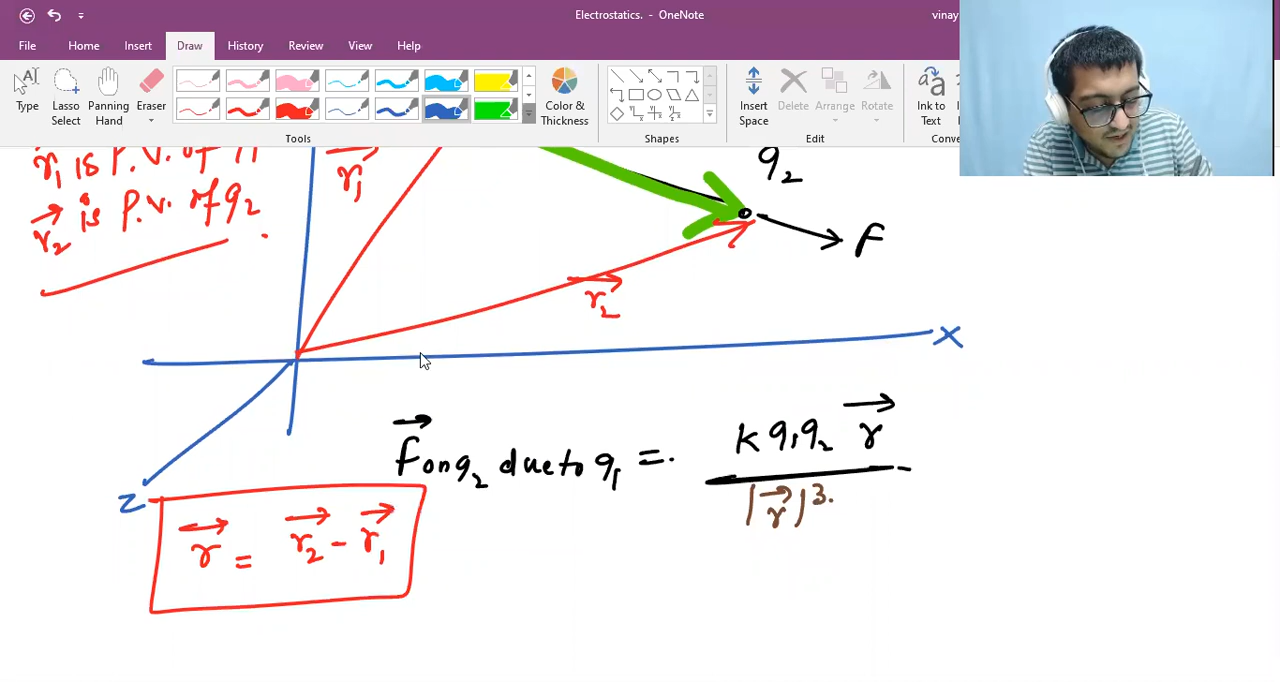 Electrostatics. - OneNote
vinay
File Home Insert Draw History Review View Help
Type
Lasso Select
Panning Hand
Eraser
Color & Thickness
Insert Space
Delete
Arrange
Rotate
Ink to Text
Tools
Shapes
Edit
Conve
r₁ is P.V. of
r₂ is P.V. of q₂.
r₁
q₂
F
r₂
X
Z
F on q₂ due to q₁ = k q₁q₂ r / |r|³.
r = r₂ - r₁